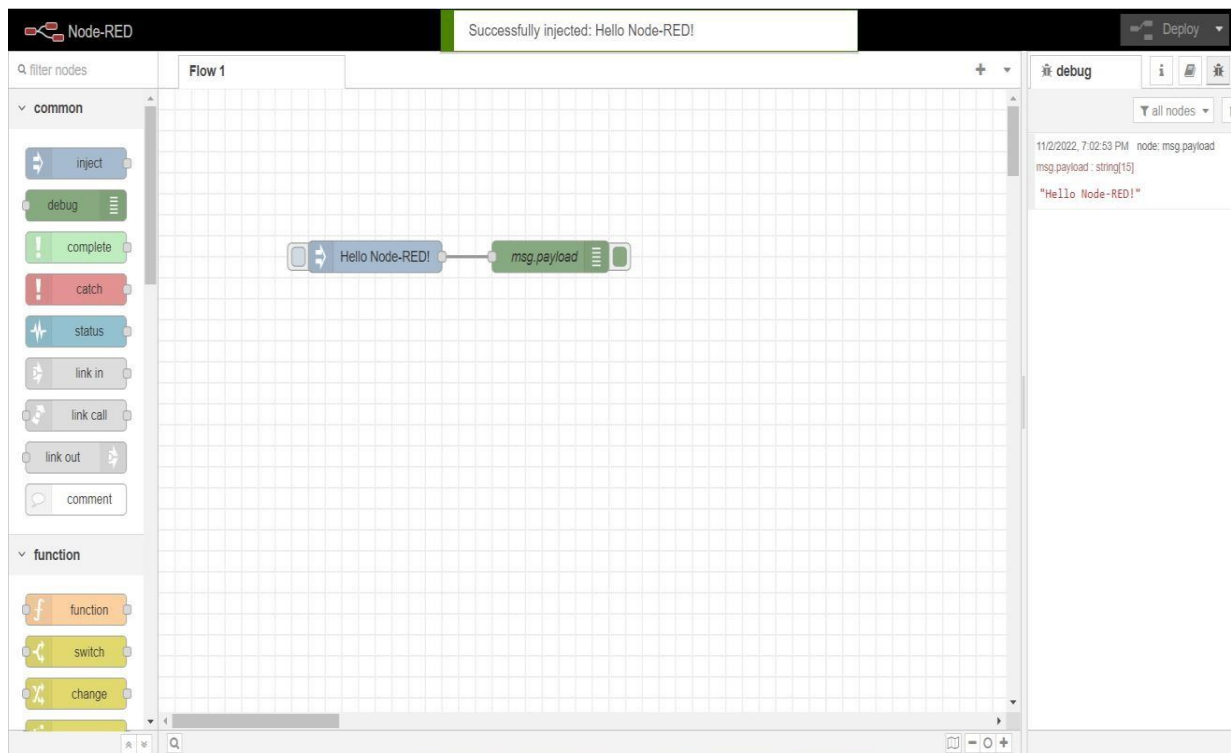 Node-RED
Successfully injected: Hello Node-RED!
Deploy
filter nodes
Flow 1
debug
i
common
all nodes
inject
11/2/2022, 7:02:53 PM node: msg.payload
msg.payload : string[15]
"Hello Node-RED!"
debug
complete
Hello Node-RED!
msg.payload
catch
status
link in
link call
link out
comment
function
function
switch
change